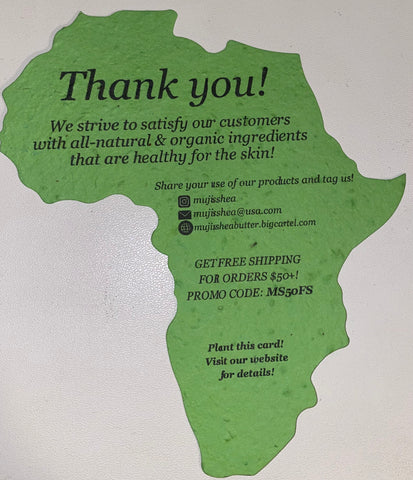 Thank you!
We strive to satisfy our customers
with all-natural & organic ingredients
that are healthy for the skin!
Share your use of our products and tag us!
mujisshea
mujisshea@usa.com
mujissheabutter.bigcartel.com
GET FREE SHIPPING
FOR ORDERS $50+!
PROMO CODE: MS50FS
Plant this card!
Visit our website
for details!